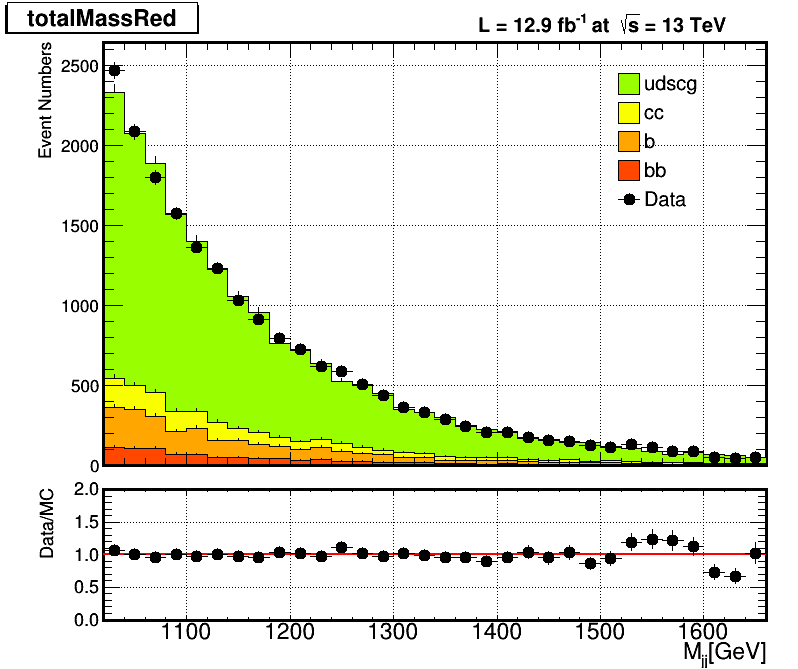 totalMassRed
L = 12.9 fb⁻¹ at √s = 13 TeV
Event Numbers
2500
2000
1500
1000
500
0
udscg
cc
b
bb
Data
Data/MC
2.0
1.5
1.0
0.5
0.0
1100 1200 1300 1400 1500 1600
M_jj[GeV]